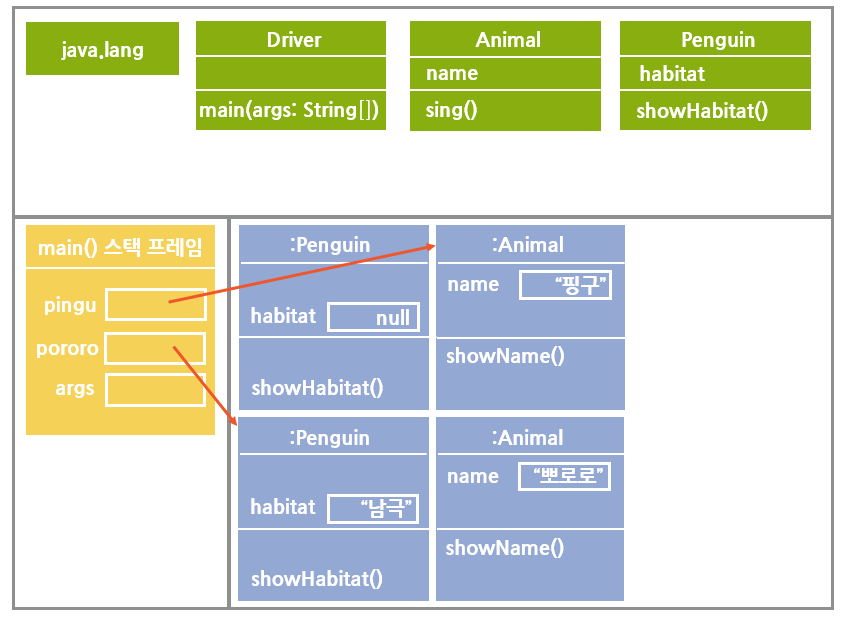 java.lang
Driver
main(args: String[])
Animal
name
sing()
Penguin
habitat
showHabitat()
main() 스택 프레임
pingu
pororo
args
:Penguin
habitat null
showHabitat()
:Animal
name “핑구”
showName()
:Penguin
habitat “남극”
showHabitat()
:Animal
name “뽀로로”
showName()